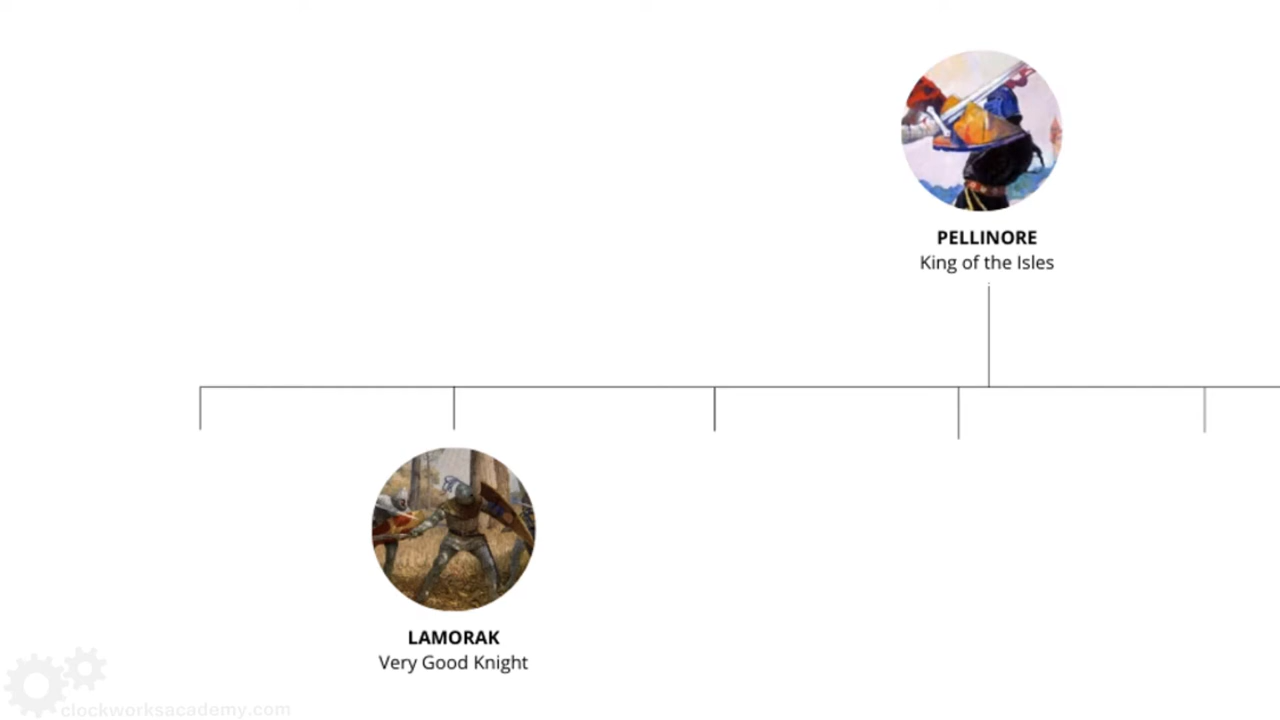 PELLINORE
King of the Isles
LAMORAK
Very Good Knight
clockworksacademy.com